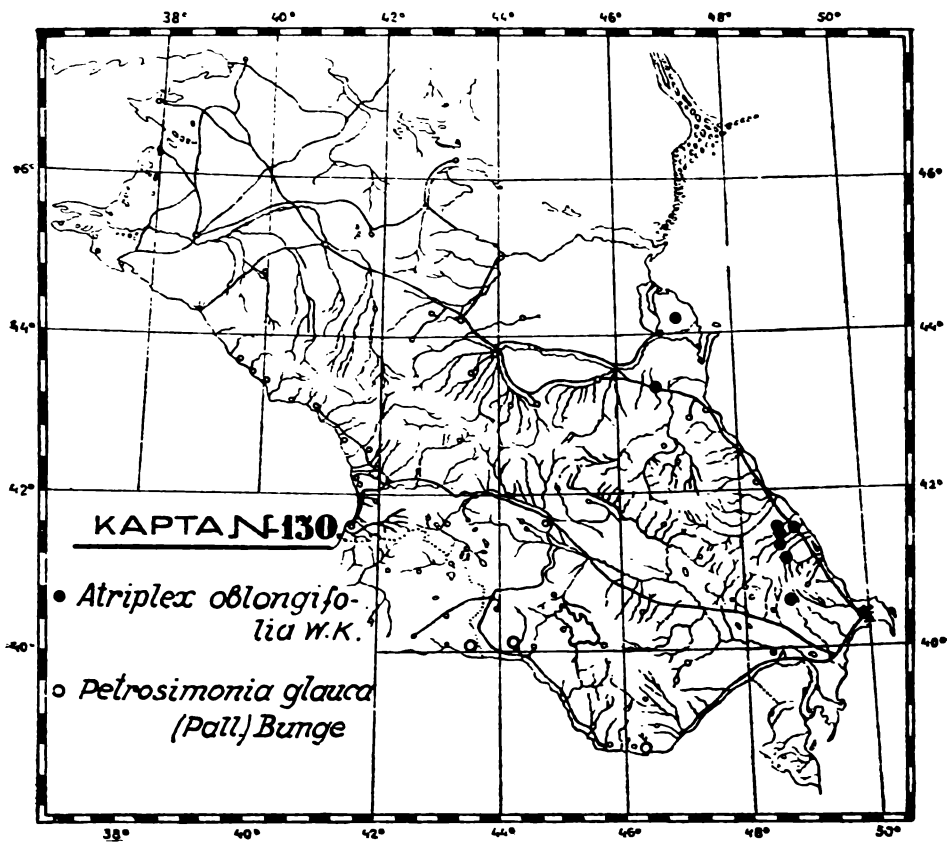 38° 40° 42° 44° 46° 48° 50°
46° 46°
44° 44°
42° 42°
КАРТА №130.
● Atriplex oblongifo-
lia W.K.
40° 40°
○ Petrosimonia glauca
(Pall.) Bunge
38° 40° 42° 44° 46° 48° 50°